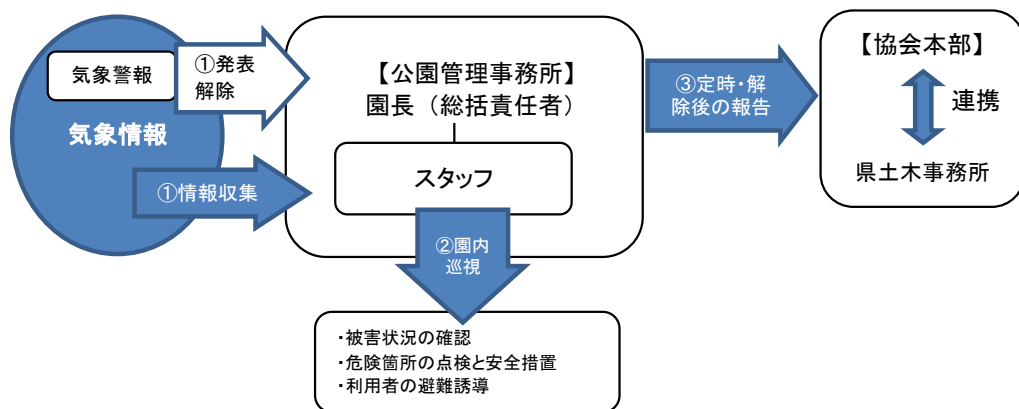 気象警報
気象情報
①発表
解除
①情報収集
【公園管理事務所】
園長（総括責任者）
スタッフ
②園内
巡視
・被害状況の確認
・危険箇所の点検と安全措置
・利用者の避難誘導
③定時・解
除後の報告
【協会本部】
連携
県土木事務所